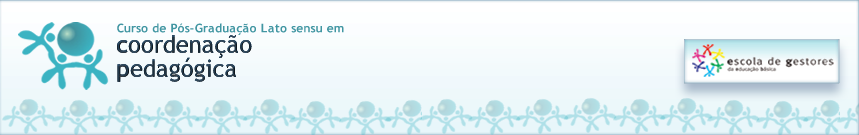 Curso de Pós-Graduação Lato sensu em
coordenação
pedagógica
escola de gestores
da educação básica